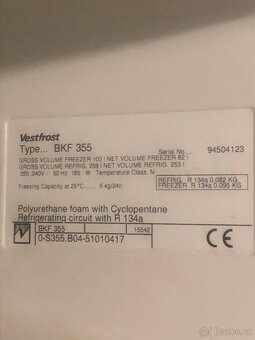 Vestfrost
Type... BKF 355
Serial No... 94504123
GROSS VOLUME FREEZER 103 l NET VOLUME FREEZER 82 l
GROSS VOLUME REFRIG. 259 l NET VOLUME REFRIG. 253 l
220..240V~ 50 Hz 185 W Temperature Class. N
REFRIG. R 134a 0.082 KG
Freezing Capacity at 25°C........ 6 kg/24h
FREEZER R 134a 0.095 KG
Polyurethane foam with Cyclopentane
Refrigerating circuit with R 134a
BKF 355 15542
0-S355.B04-51010417
CE
Bazoš.cz